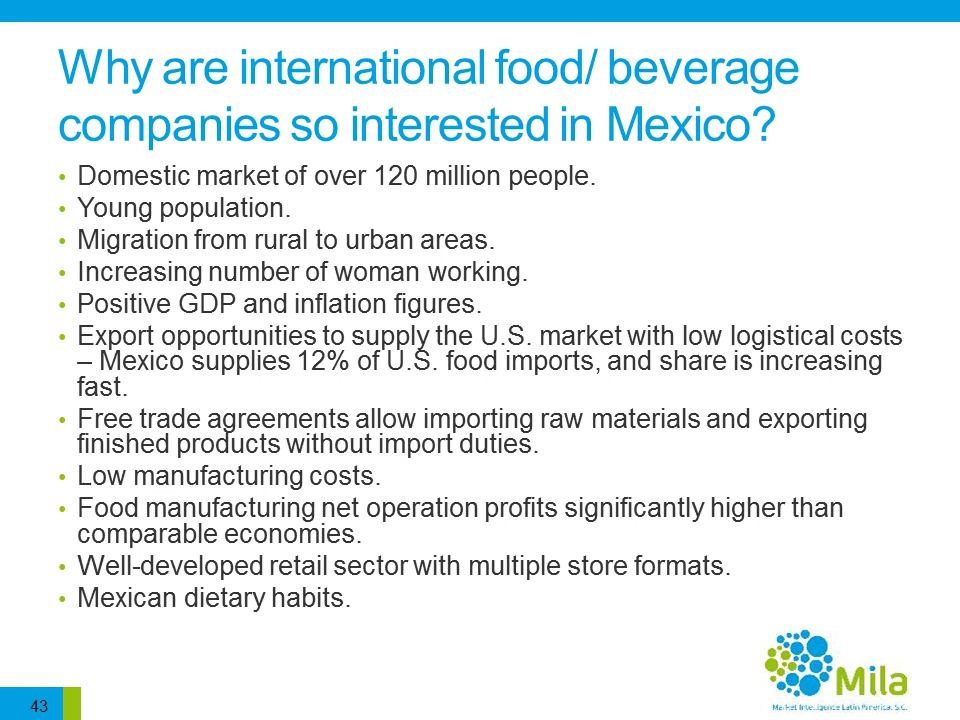 Why are international food/ beverage
companies so interested in Mexico?
• Domestic market of over 120 million people.
• Young population.
• Migration from rural to urban areas.
• Increasing number of woman working.
• Positive GDP and inflation figures.
• Export opportunities to supply the U.S. market with low logistical costs
– Mexico supplies 12% of U.S. food imports, and share is increasing
fast.
• Free trade agreements allow importing raw materials and exporting
finished products without import duties.
• Low manufacturing costs.
• Food manufacturing net operation profits significantly higher than
comparable economies.
• Well-developed retail sector with multiple store formats.
• Mexican dietary habits.
Mila
Market Intelligence Latin America, S.C.
43